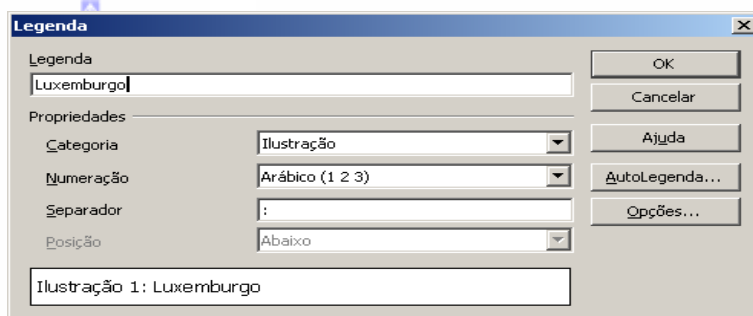 Legenda
Legenda
Luxemburgo
OK
Cancelar
Propriedades
Categoria
Ilustração
Ajuda
Numeração
Arábico (1 2 3)
AutoLegenda...
Separador
:
Opções...
Posição
Abaixo
Ilustração 1: Luxemburgo